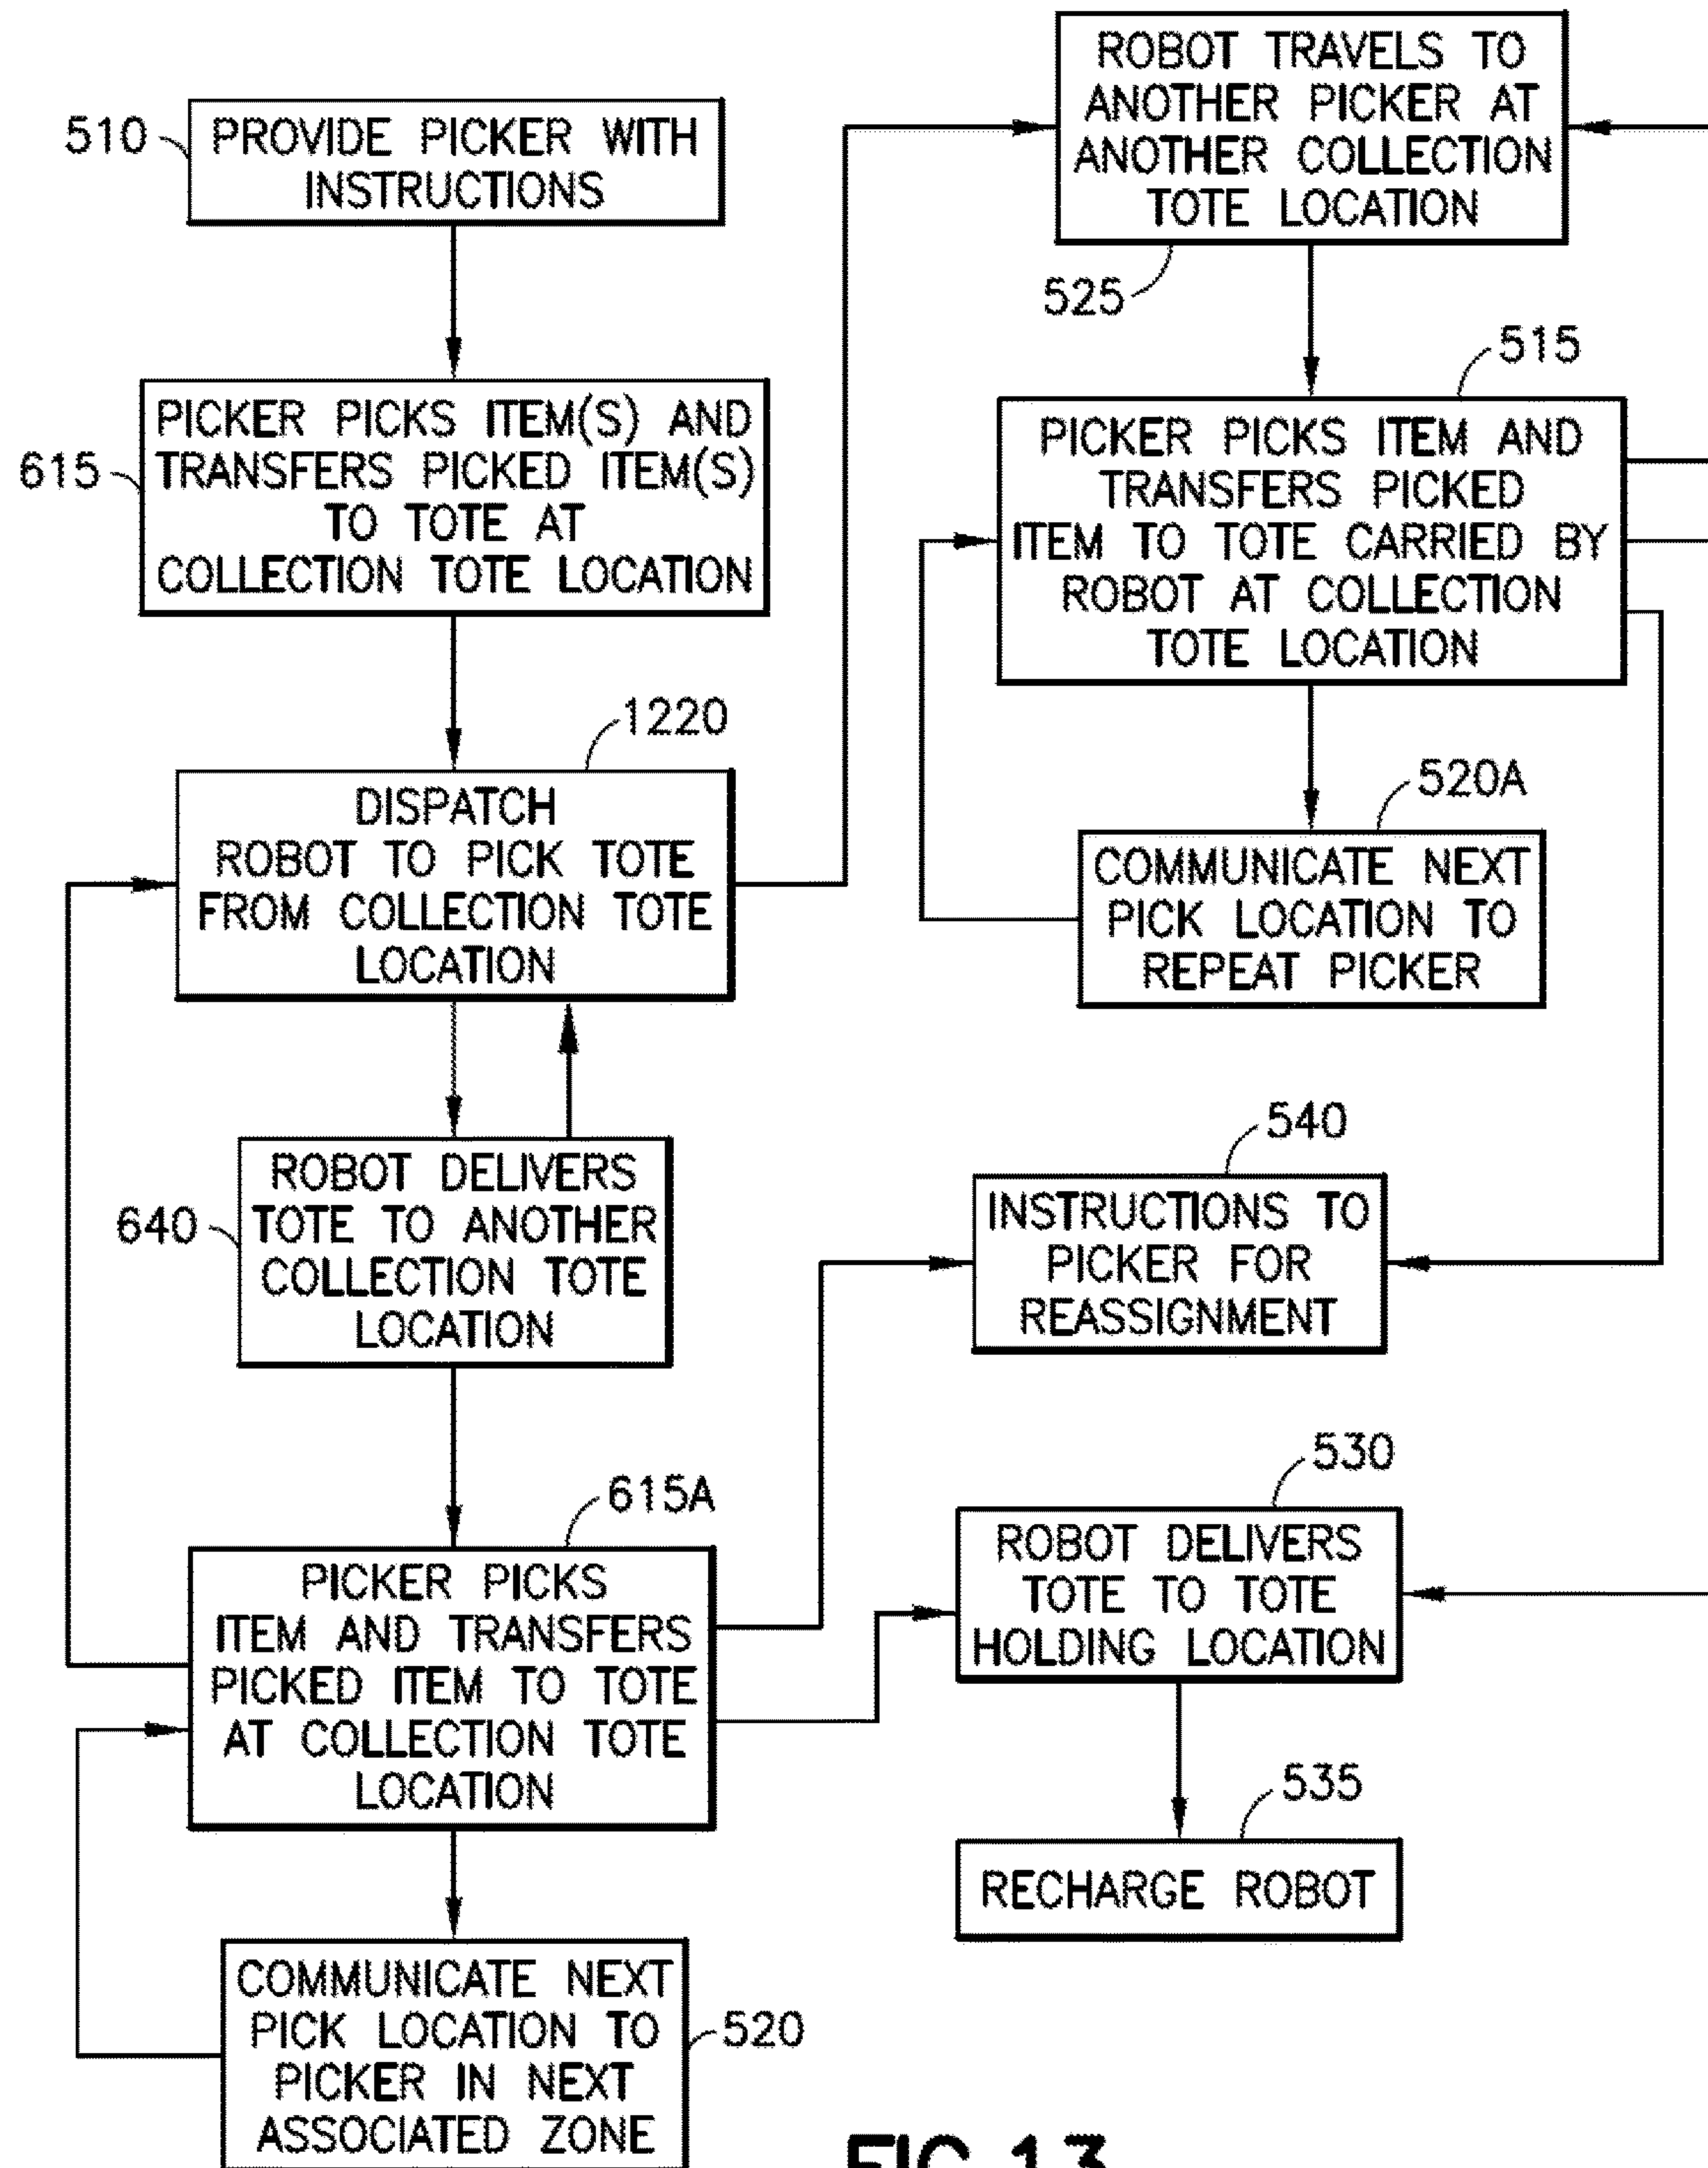 510
PROVIDE PICKER WITH
INSTRUCTIONS
615
PICKER PICKS ITEM(S) AND
TRANSFERS PICKED ITEM(S)
TO TOTE AT
COLLECTION TOTE LOCATION
1220
DISPATCH
ROBOT TO PICK TOTE
FROM COLLECTION TOTE
LOCATION
640
ROBOT DELIVERS
TOTE TO ANOTHER
COLLECTION TOTE
LOCATION
615A
PICKER PICKS
ITEM AND TRANSFERS
PICKED ITEM TO TOTE
AT COLLECTION TOTE
LOCATION
COMMUNICATE NEXT
PICK LOCATION TO
PICKER IN NEXT
ASSOCIATED ZONE
520
ROBOT TRAVELS TO
ANOTHER PICKER AT
ANOTHER COLLECTION
TOTE LOCATION
525
515
PICKER PICKS ITEM AND
TRANSFERS PICKED
ITEM TO TOTE CARRIED BY
ROBOT AT COLLECTION
TOTE LOCATION
520A
COMMUNICATE NEXT
PICK LOCATION TO
REPEAT PICKER
540
INSTRUCTIONS TO
PICKER FOR
REASSIGNMENT
530
ROBOT DELIVERS
TOTE TO TOTE
HOLDING LOCATION
535
RECHARGE ROBOT
FIG.13